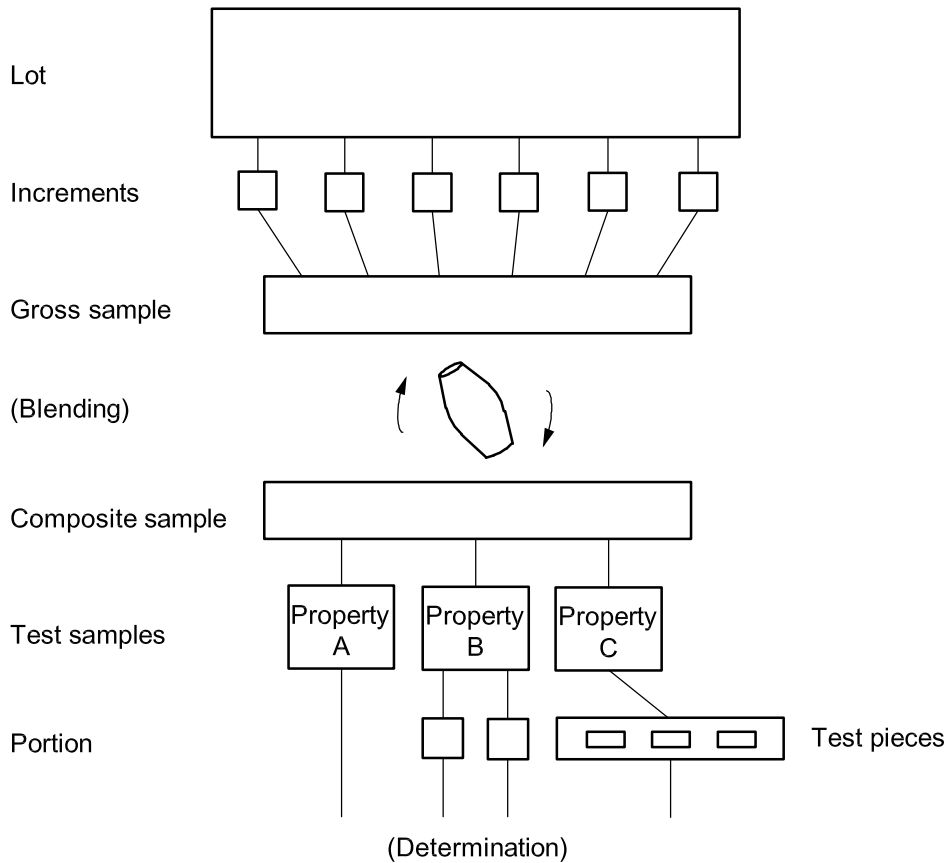 Lot
Increments
Gross sample
(Blending)
Composite sample
Test samples
Property
A
Property
B
Property
C
Portion
Test pieces
(Determination)